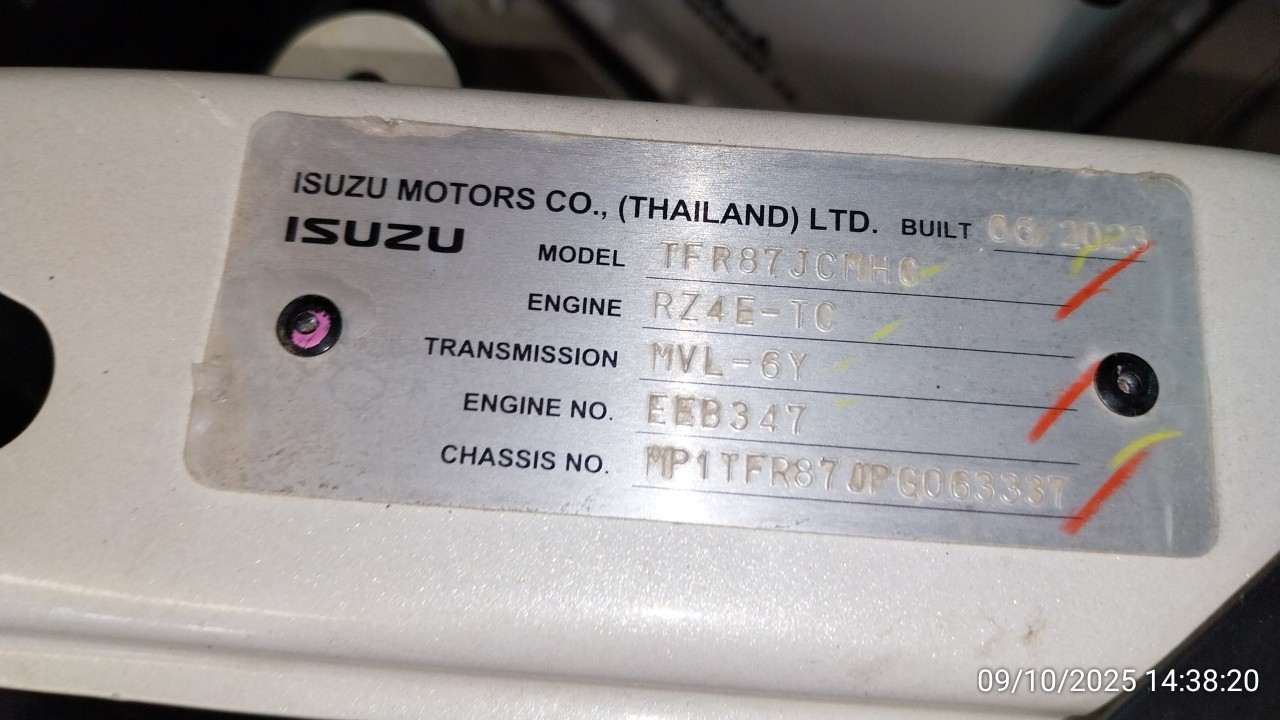 ISUZU MOTORS CO., (THAILAND) LTD. BUILT 06/2023
ISUZU
MODEL TFR87JCMHC
ENGINE RZ4E-TC
TRANSMISSION MVL-6Y
ENGINE NO. EEB347
CHASSIS NO. MP1TFR87JPG063337
09/10/2025 14:38:20